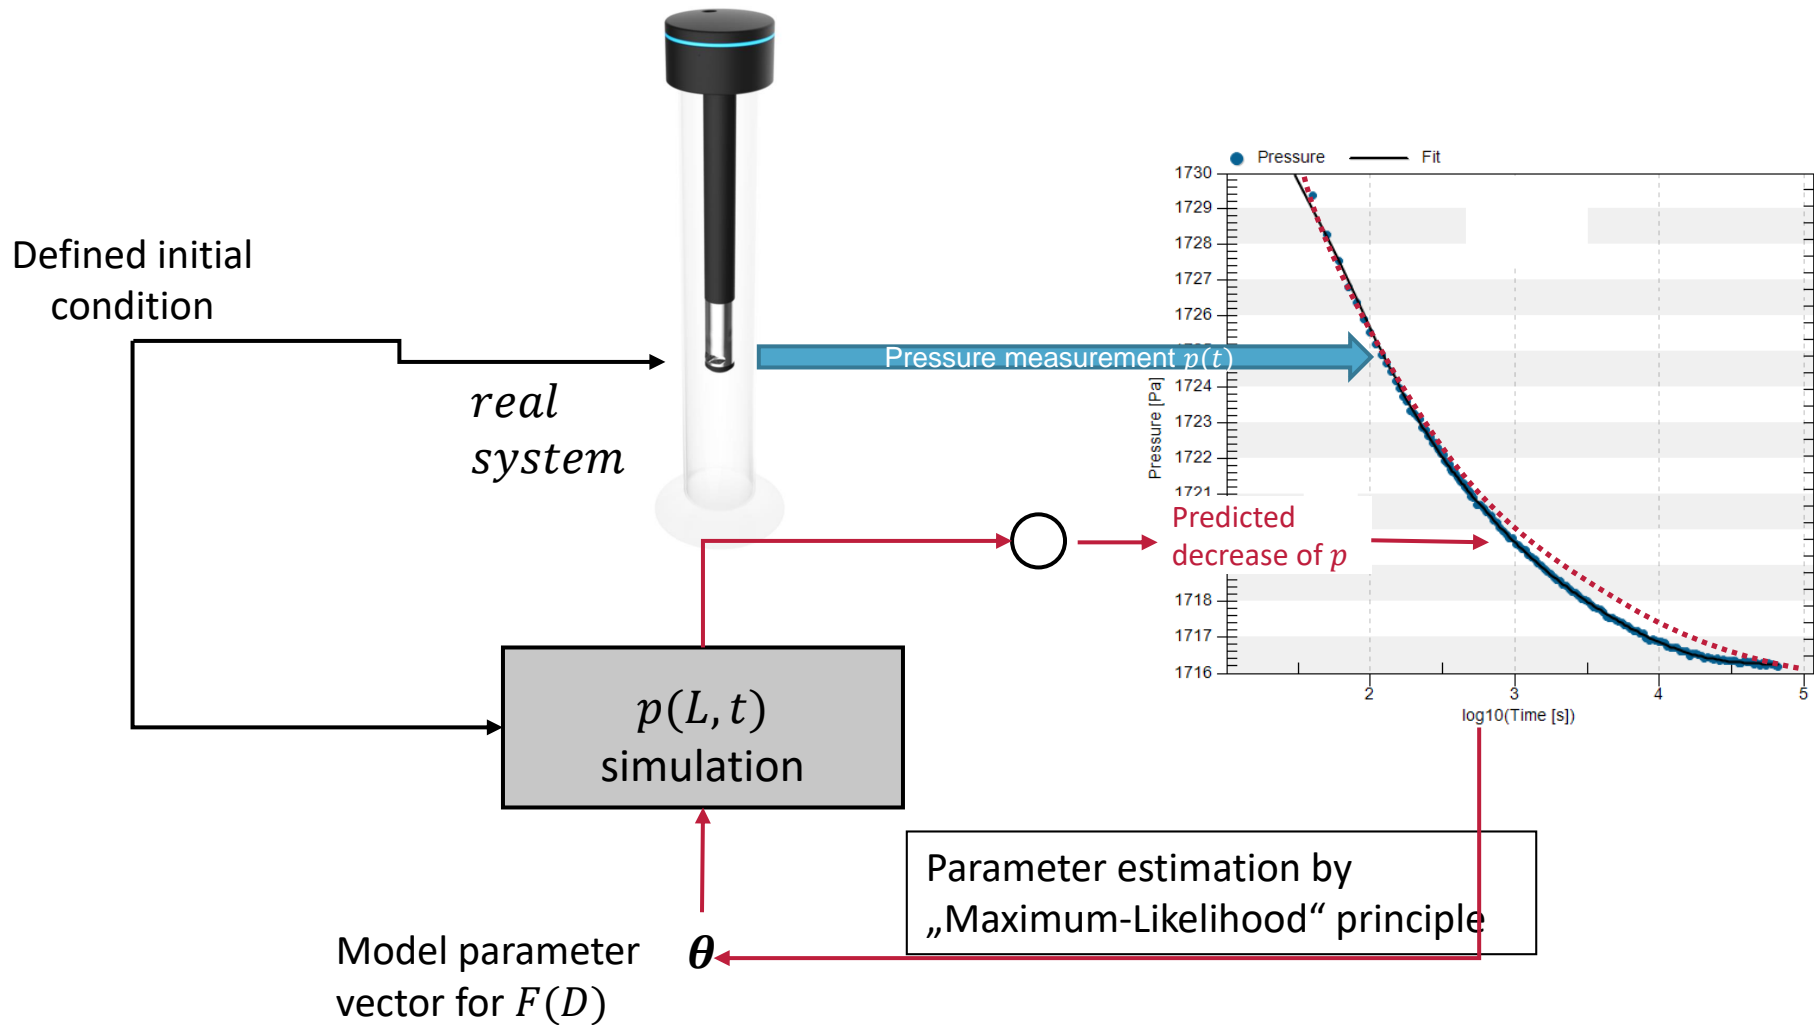 Defined initial
condition
real
system
Pressure measurement p(t)
Pressure Fit
1730
1729
1728
1727
1726
1724
1723
1722
1721
1718
1717
1716
Pressure [Pa]
2 3 4 5
log10(Time [s])
Predicted
decrease of p
p(L, t)
simulation
Parameter estimation by
„Maximum-Likelihood“ principle
Model parameter
vector for F(D)
θ